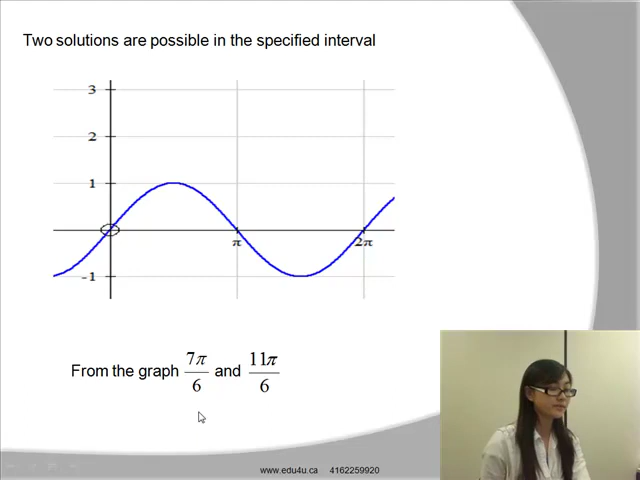 Two solutions are possible in the specified interval
3
2
1
π
2π
-1
From the graph 7π/6 and 11π/6
www.edu4u.ca 4162259920